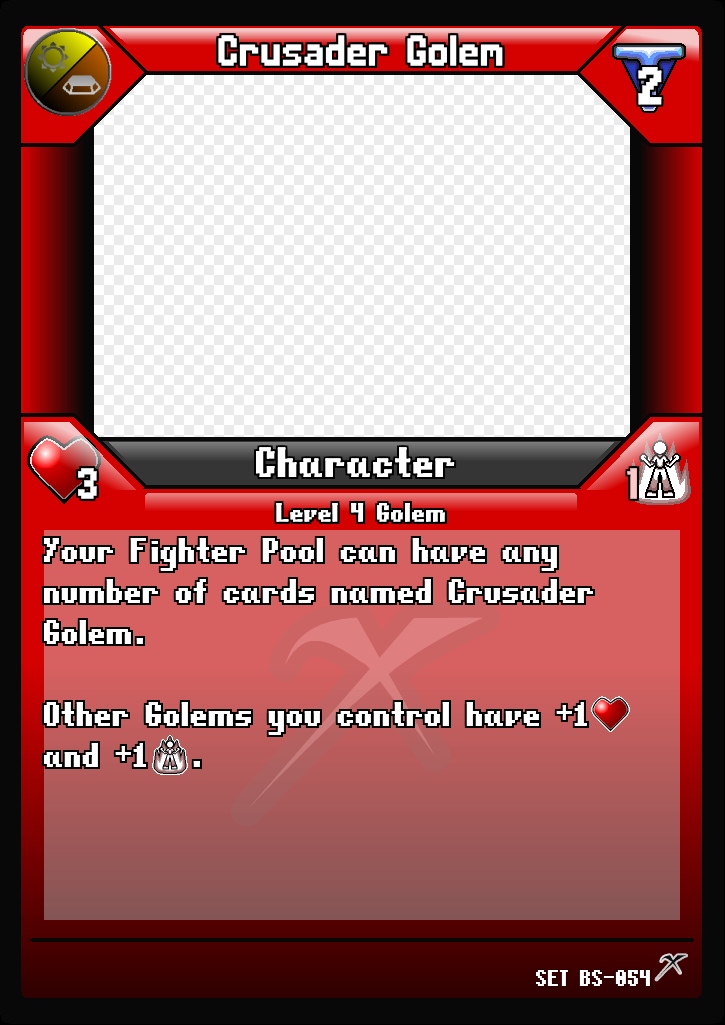 Crusader Golem
2
Character
3
1
Level 4 Golem
Your Fighter Pool can have any
number of cards named Crusader
Golem.
Other Golems you control have +1
and +1.
SET BS-054